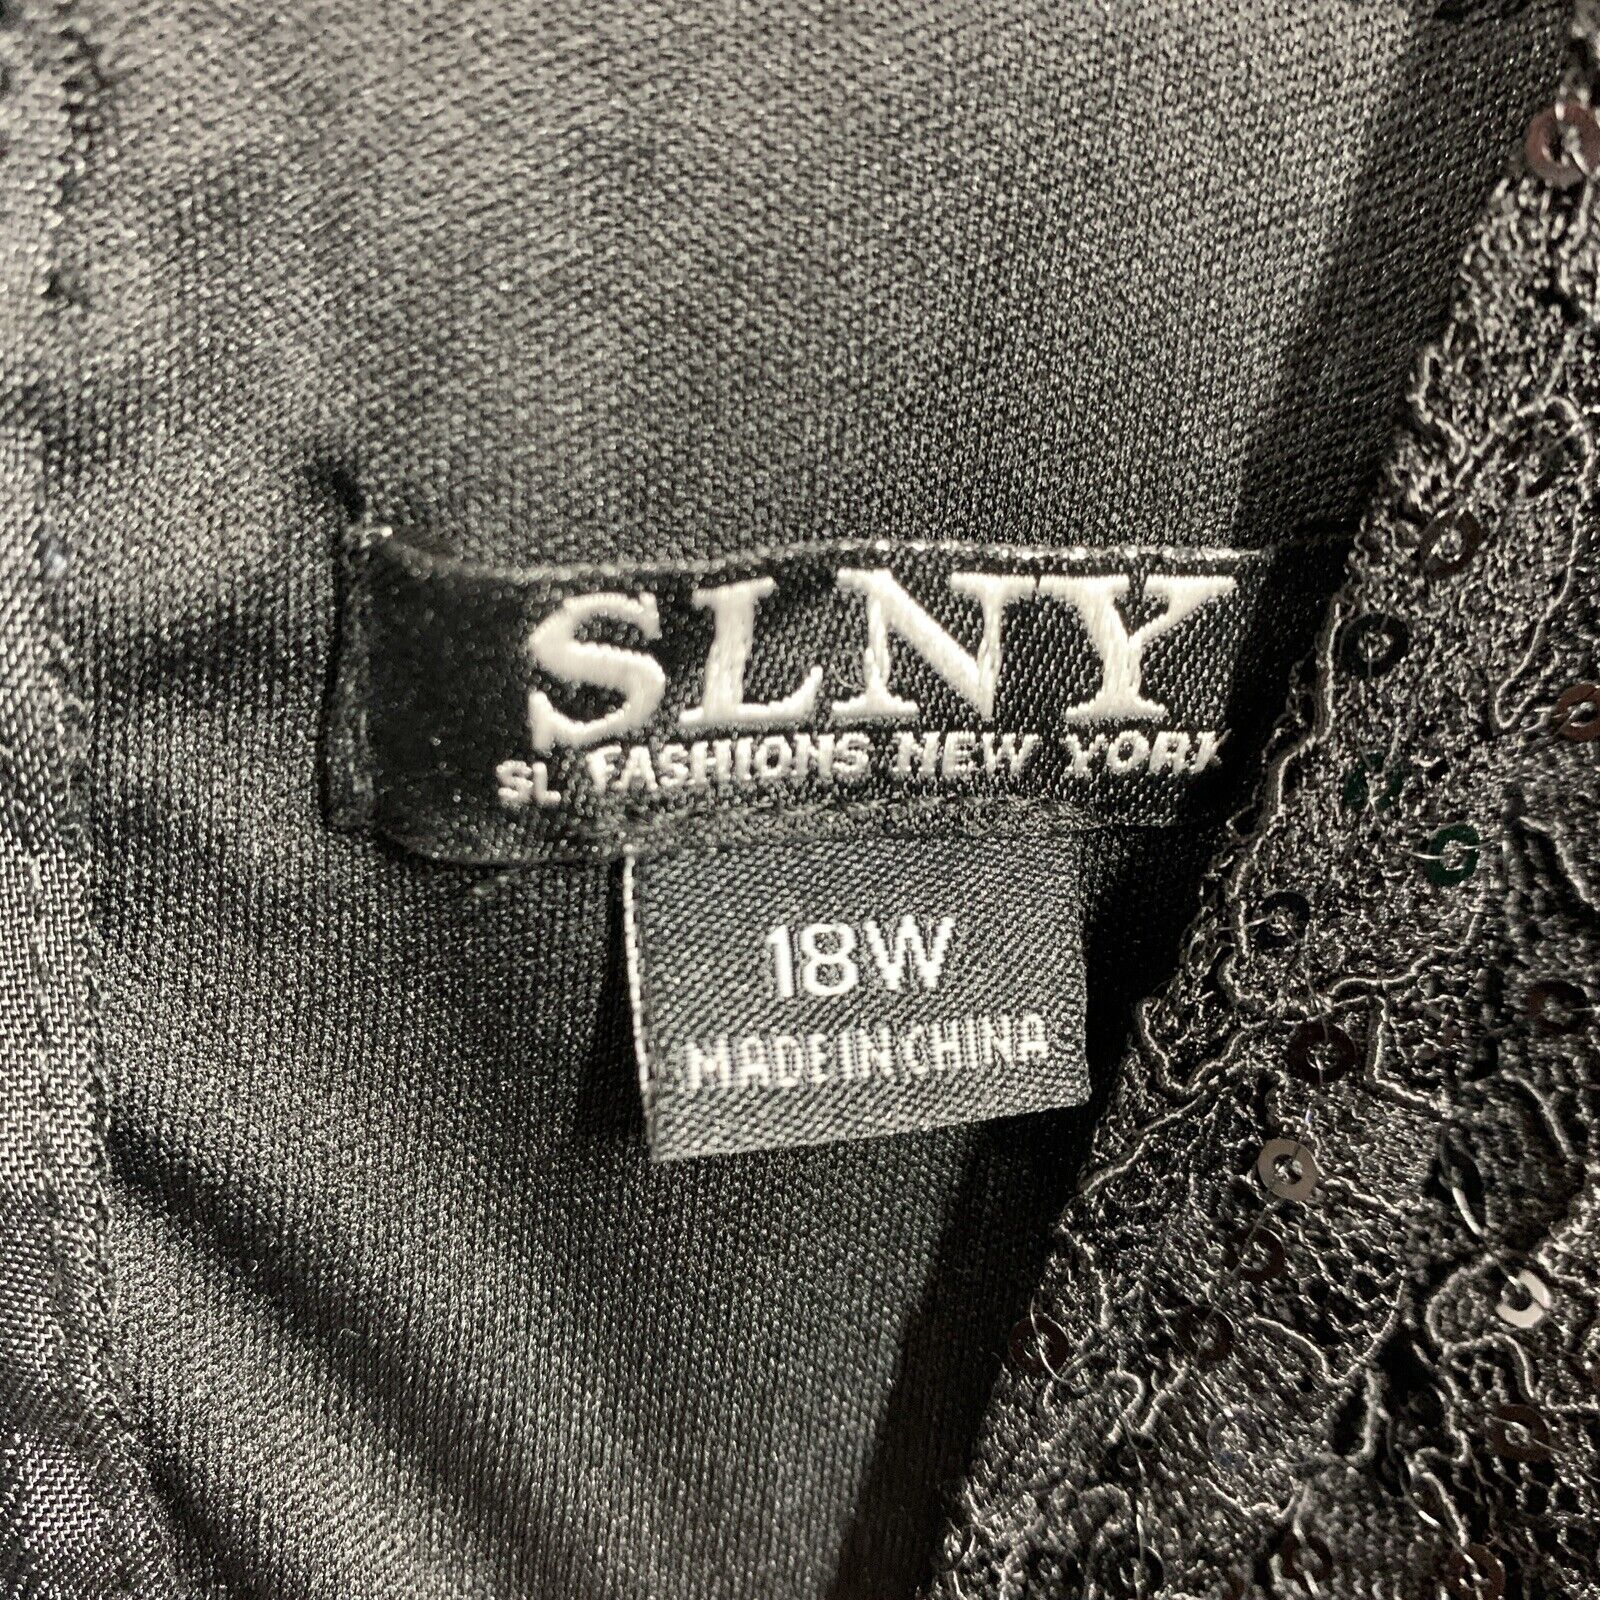 SLNY
SL FASHIONS NEW YORK
18W
MADE IN CHINA